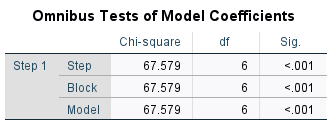 Omnibus Tests of Model Coefficients
Chi-square df Sig.
Step 1 Step 67.579 6 <.001
Block 67.579 6 <.001
Model 67.579 6 <.001